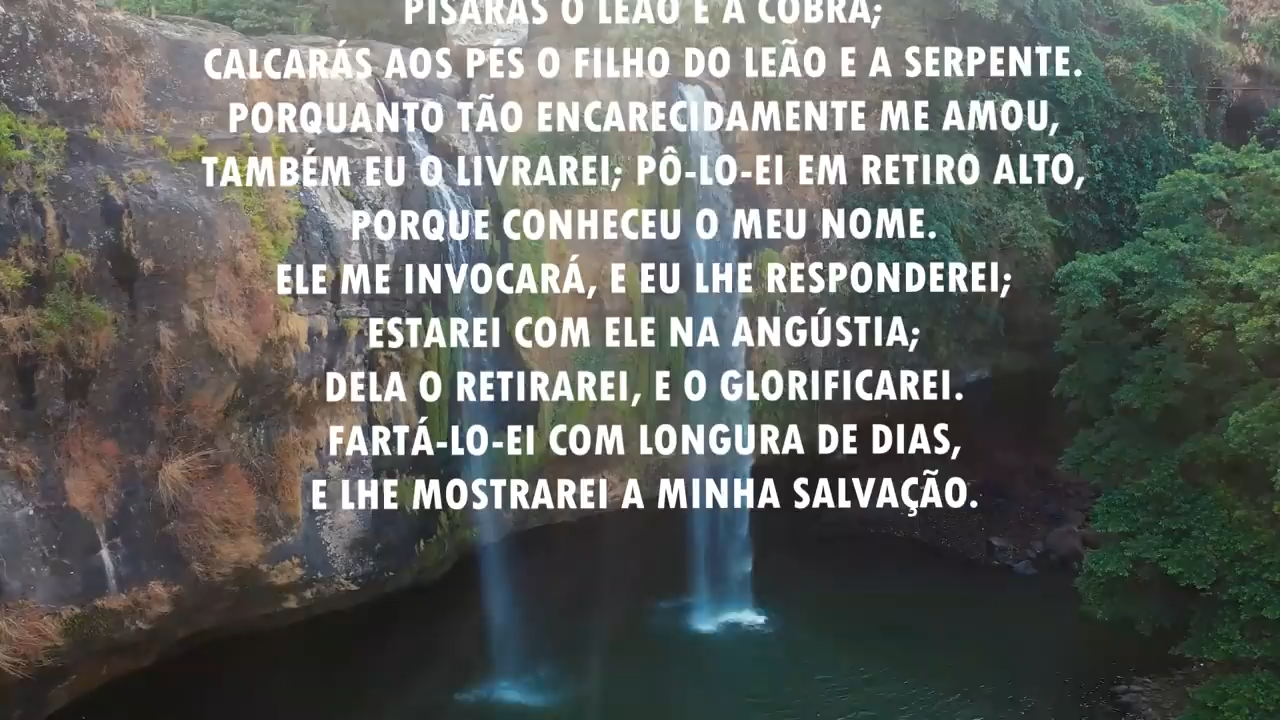 PISARÁS O LEÃO E A COBRA;
CALCARÁS AOS PÉS O FILHO DO LEÃO E A SERPENTE.
PORQUANTO TÃO ENCARECIDAMENTE ME AMOU,
TAMBÉM EU O LIVRAREI; PÔ-LO-EI EM RETIRO ALTO,
PORQUE CONHECEU O MEU NOME.
ELE ME INVOCARÁ, E EU LHE RESPONDEREI;
ESTAREI COM ELE NA ANGÚSTIA;
DELA O RETIRAREI, E O GLORIFICAREI.
FARTÁ-LO-EI COM LONGURA DE DIAS,
E LHE MOSTRAREI A MINHA SALVAÇÃO.